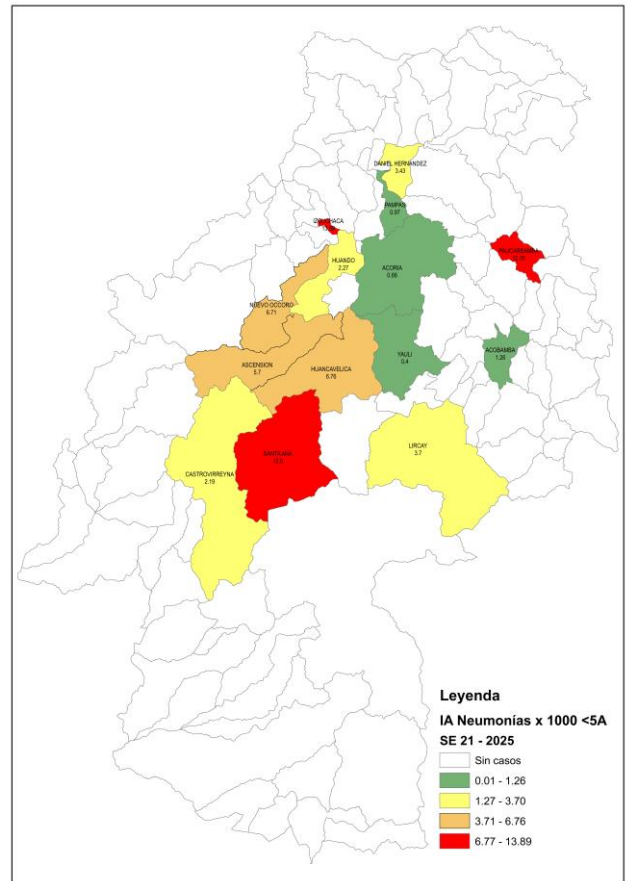 DANIEL HERNANDEZ
3.43
PAMPAS
0.97
HUANDO
2.27
ACORIA
0.86
NUEVO OCCORO
6.71
ASCENSION
5.7
HUANCAVELICA
6.76
YAULI
0.4
ACOBAMBA
1.26
SANTA ANA
CASTROVIRREYNA
2.19
LIRCAY
3.7
Leyenda
IA Neumonías x 1000 <5A
SE 21 - 2025
Sin casos
0.01 - 1.26
1.27 - 3.70
3.71 - 6.76
6.77 - 13.89